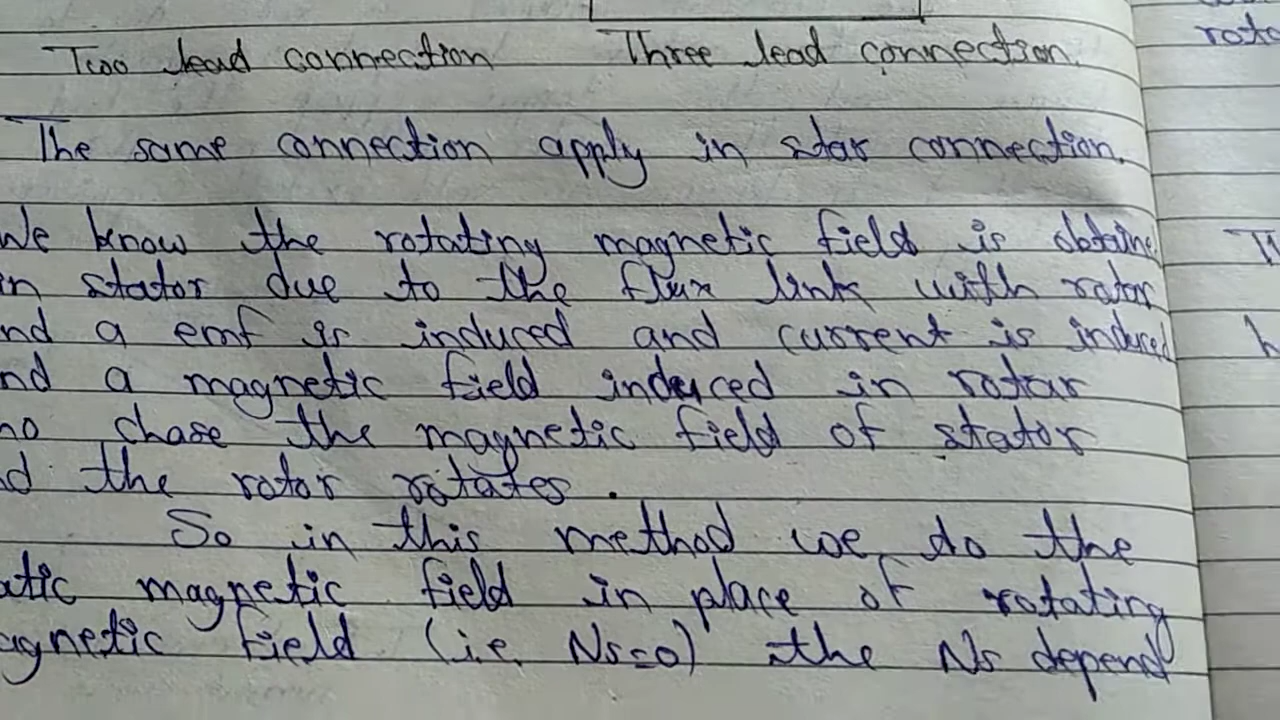 Two lead connection Three lead connection.
The same connection apply in star connection.
We know the rotating magnetic field is obtaine
in stator due to the flux link with rotor
nd a emf is induced and current is induced
nd a magnetic field induced in rotor
no chase the magnetic field of stator
d the rotor rotates.
So in this method we do the
atic magnetic field in place of rotating
agnetic field (i.e. Ns=0) the Ns depend
rota
T
h